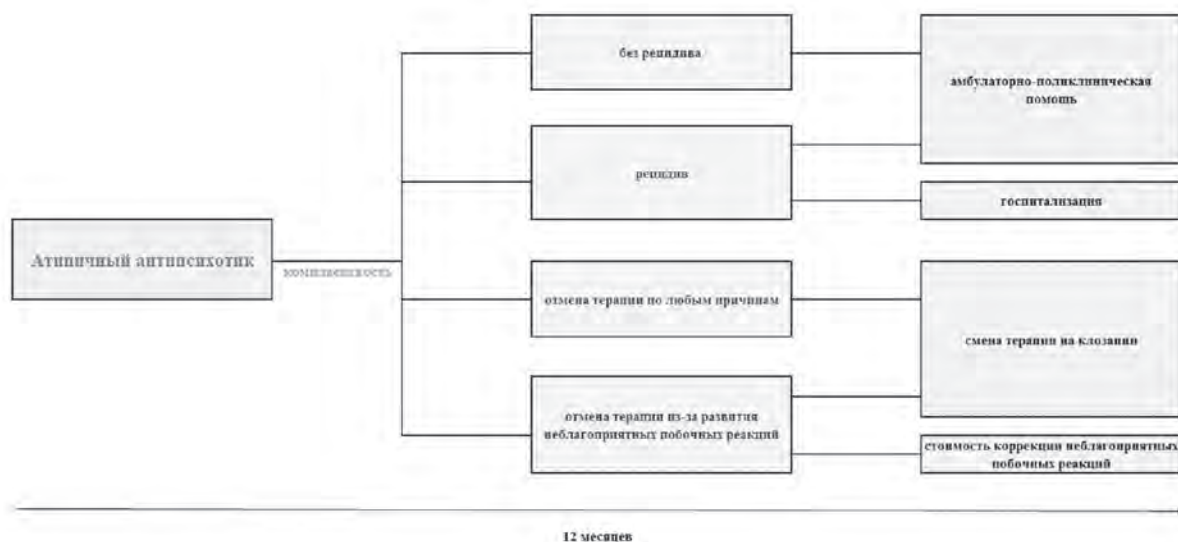 без рецидива
амбулаторно-поликлиническая
помощь
рецидив
госпитализация
Атипичный антипсихотик
комплаентность
отмена терапии по любым причинам
смена терапии на клозапин
отмена терапии из-за развития
неблагоприятных побочных реакций
стоимость коррекции неблагоприятных
побочных реакций
12 месяцев